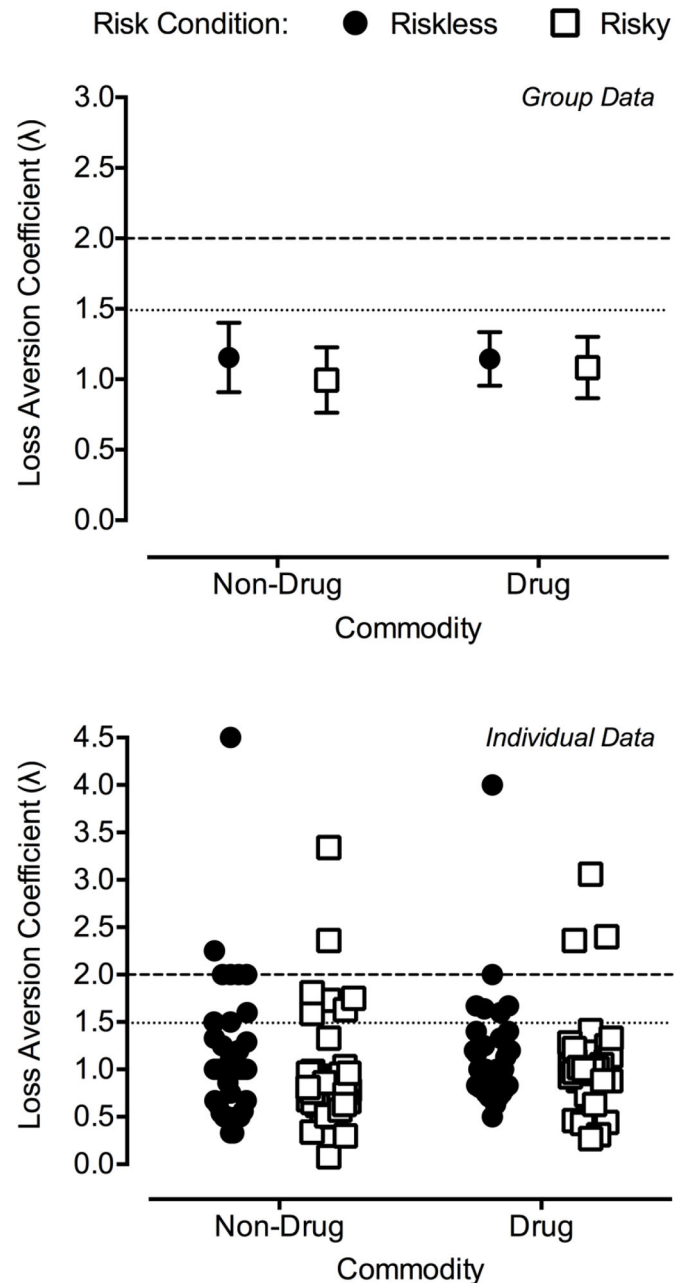 Risk Condition: Riskless Risky
Group Data
Loss Aversion Coefficient (λ)
3.0
2.5
2.0
1.5
1.0
0.5
0.0
Non-Drug Drug
Commodity
Individual Data
Loss Aversion Coefficient (λ)
4.5
4.0
3.5
3.0
2.5
2.0
1.5
1.0
0.5
0.0
Non-Drug Drug
Commodity